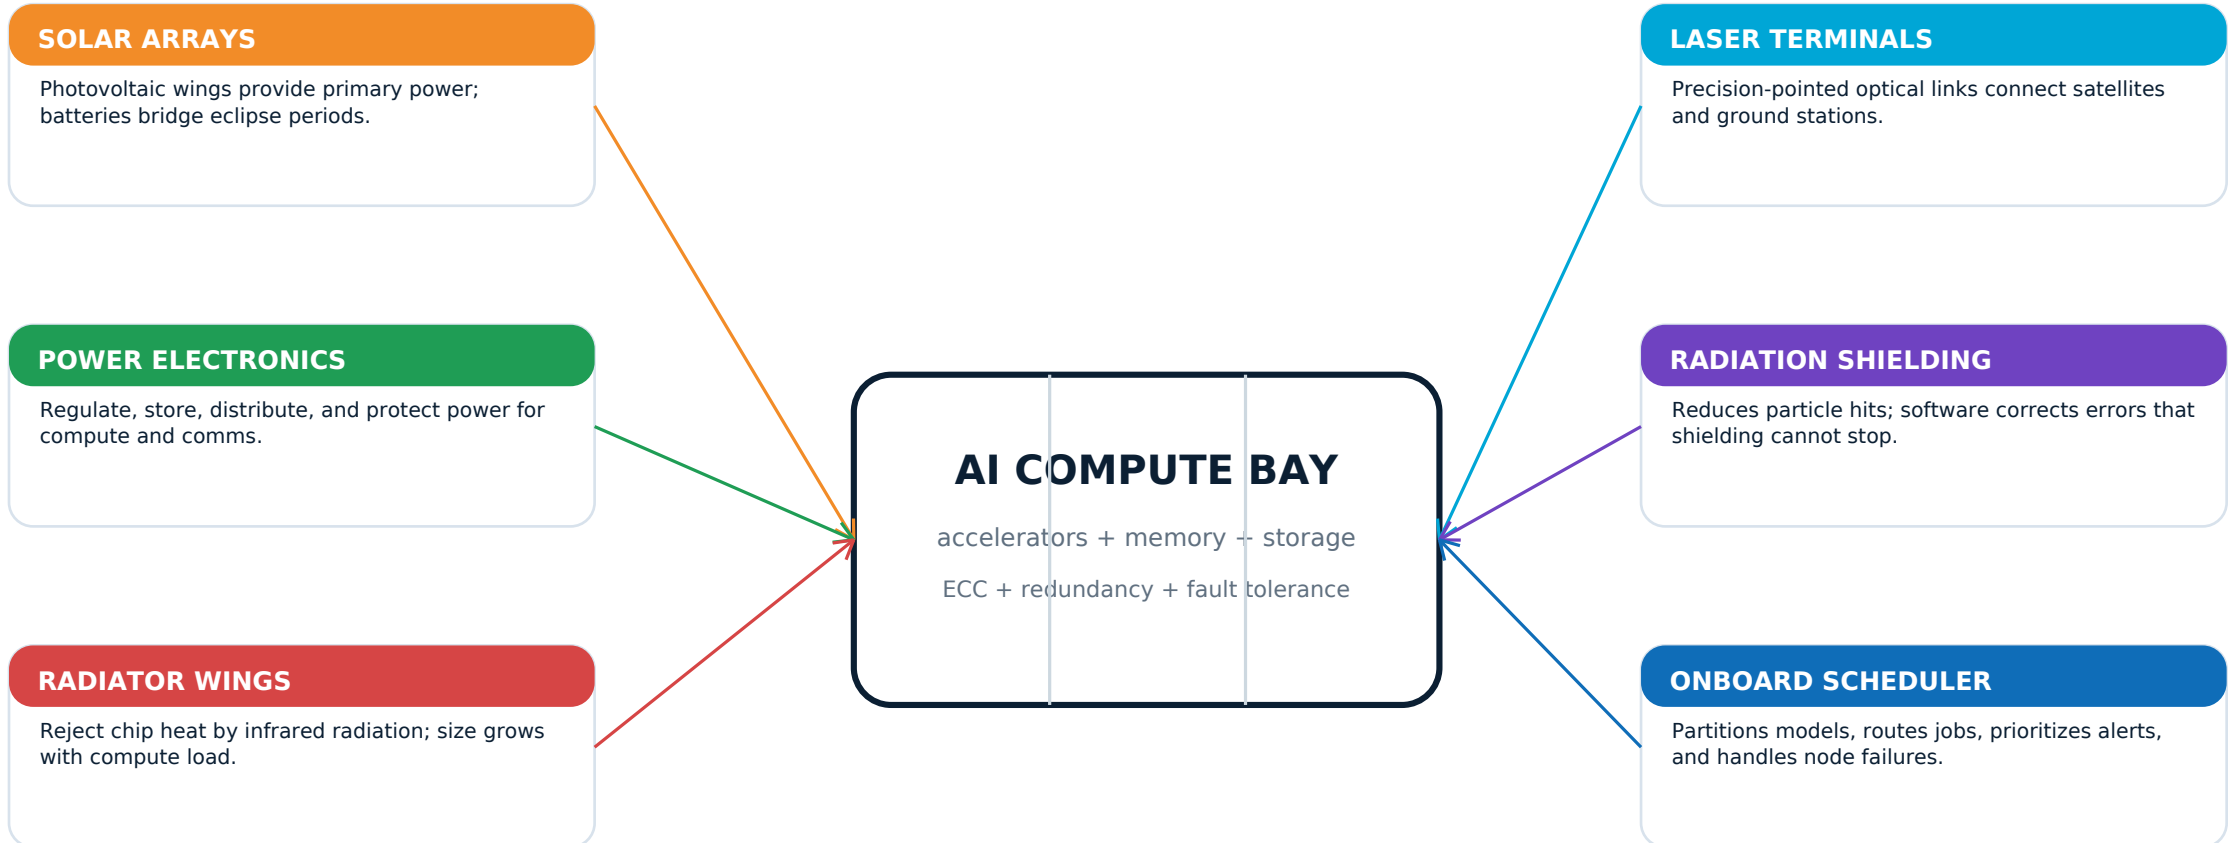 SOLAR ARRAYS
Photovoltaic wings provide primary power;
batteries bridge eclipse periods.
POWER ELECTRONICS
Regulate, store, distribute, and protect power for
compute and comms.
RADIATOR WINGS
Reject chip heat by infrared radiation; size grows
with compute load.
AI COMPUTE BAY
accelerators + memory + storage
ECC + redundancy + fault tolerance
LASER TERMINALS
Precision-pointed optical links connect satellites
and ground stations.
RADIATION SHIELDING
Reduces particle hits; software corrects errors that
shielding cannot stop.
ONBOARD SCHEDULER
Partitions models, routes jobs, prioritizes alerts,
and handles node failures.